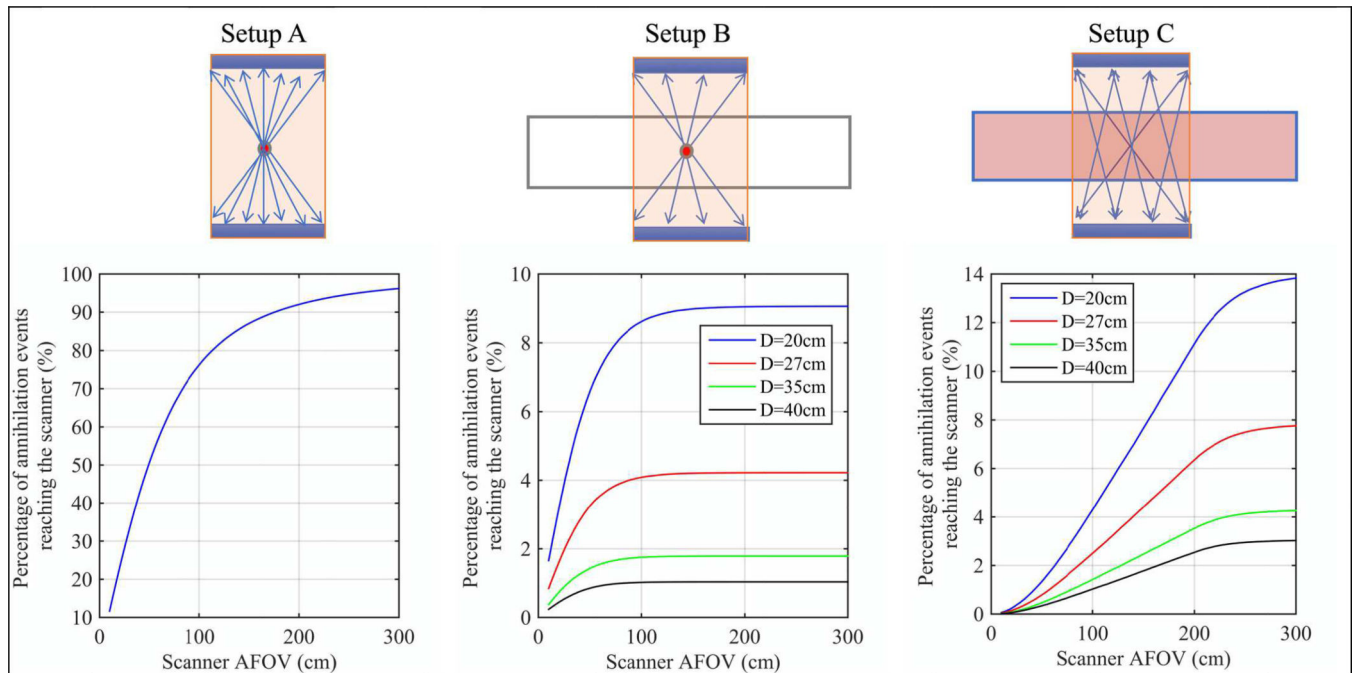 Setup A
Setup B
Setup C
Percentage of annihilation events
reaching the scanner (%)
100
90
80
70
60
50
40
30
20
10
0
100
200
300
Scanner AFOV (cm)
Percentage of annihilation events
reaching the scanner (%)
10
8
6
4
2
0
D=20cm
D=27cm
D=35cm
D=40cm
0
100
200
300
Scanner AFOV (cm)
Percentage of annihilation events
reaching the scanner (%)
14
12
10
8
6
4
2
0
D=20cm
D=27cm
D=35cm
D=40cm
0
100
200
300
Scanner AFOV (cm)